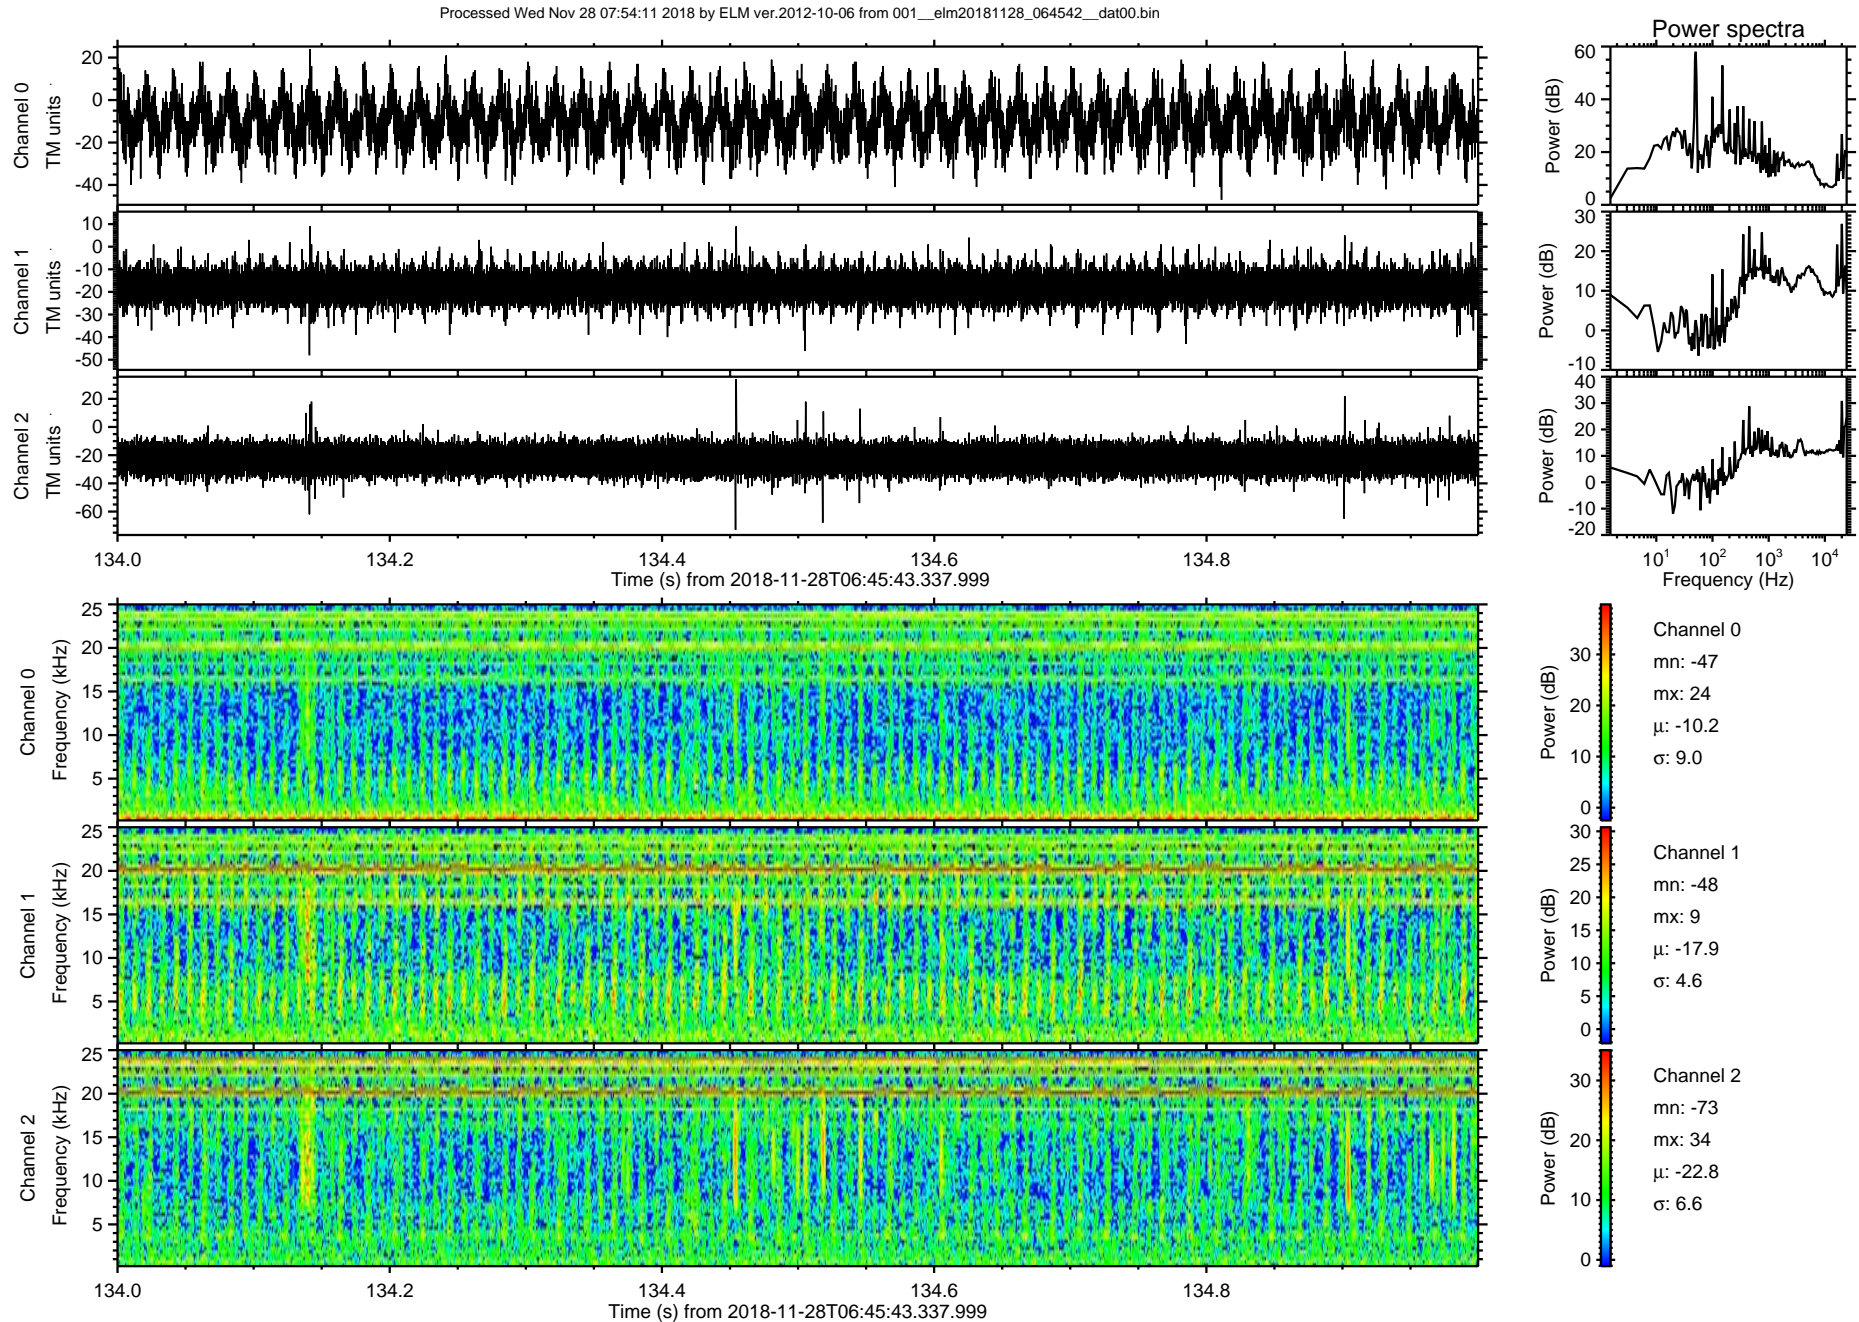 Processed Wed Nov 28 07:54:11 2018 by ELM ver.2012-10-06 from 001__elm20181128_064542__dat00.bin
Power spectra
Channel 0
TM units
20
0
-20
-40
Power (dB)
60
40
20
0
Channel 1
TM units
10
0
-10
-20
-30
-40
-50
Power (dB)
30
20
10
0
-10
Channel 2
TM units
20
0
-20
-40
-60
Power (dB)
40
30
20
10
0
-10
-20
134.0 134.2 134.4 134.6 134.8
Time (s) from 2018-11-28T06:45:43.337.999
10^1 10^2 10^3 10^4
Frequency (Hz)
Channel 0
Frequency (kHz)
25
20
15
10
5
Power (dB)
30
20
10
0
Channel 0
mn: -47
mx: 24
μ: -10.2
σ: 9.0
Channel 1
Frequency (kHz)
25
20
15
10
5
Power (dB)
30
25
20
15
10
5
0
Channel 1
mn: -48
mx: 9
μ: -17.9
σ: 4.6
Channel 2
Frequency (kHz)
25
20
15
10
5
Power (dB)
30
20
10
0
Channel 2
mn: -73
mx: 34
μ: -22.8
σ: 6.6
134.0 134.2 134.4 134.6 134.8
Time (s) from 2018-11-28T06:45:43.337.999